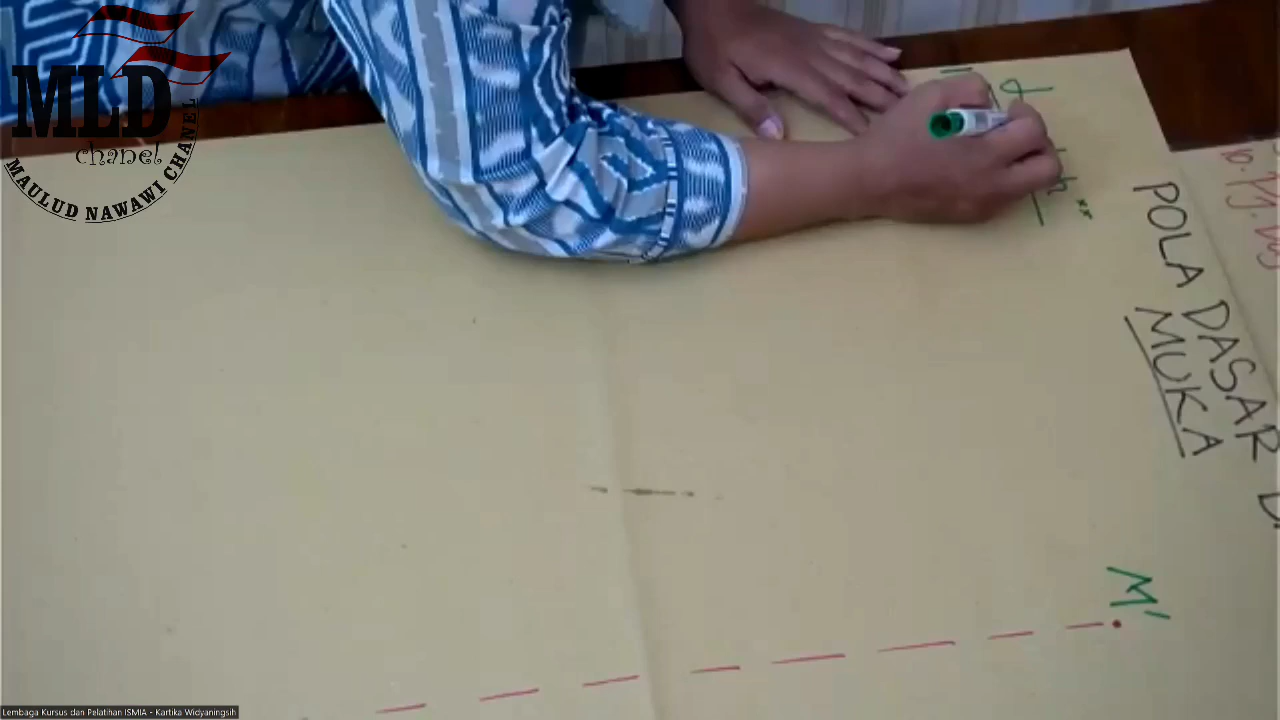 MLD
chanel
MAULUD NAWAWI CHANEL
POLA DASAR
MUKA
M'
Lembaga Kursus dan Pelatihan ISMIA - Kartika Widyaningsih